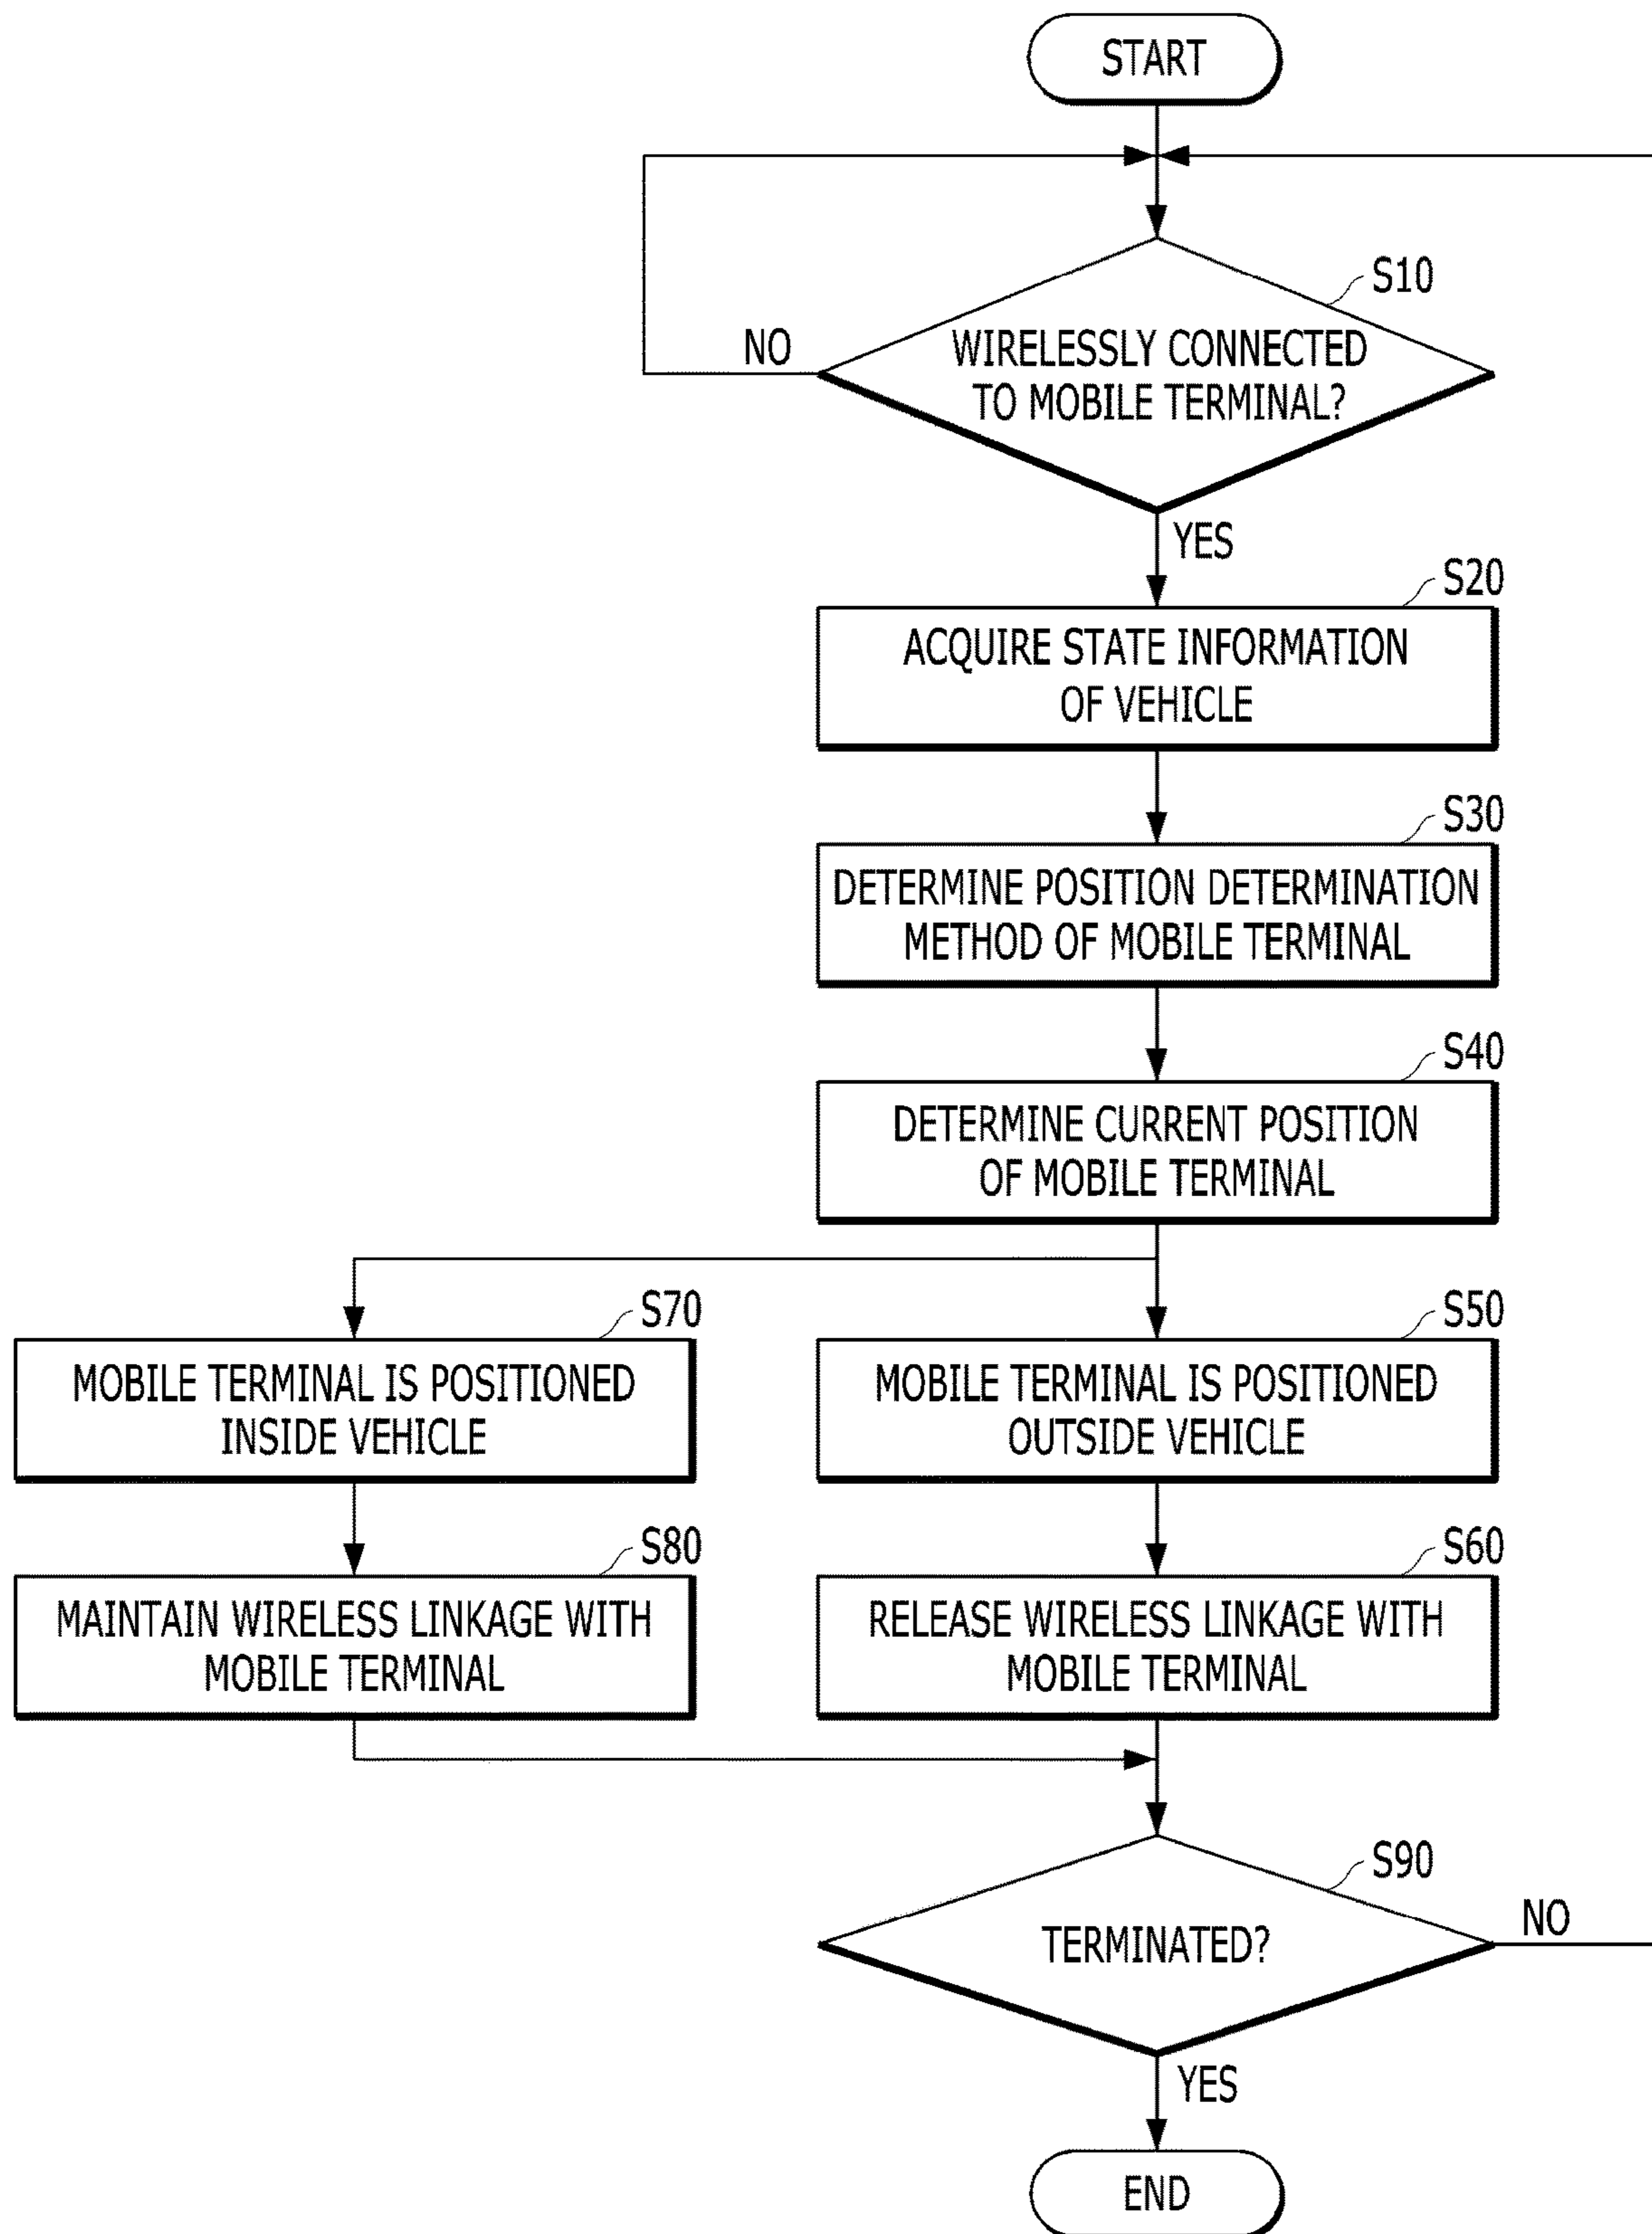 START
S10
WIRELESSLY CONNECTED
TO MOBILE TERMINAL?
NO
YES
S20
ACQUIRE STATE INFORMATION
OF VEHICLE
S30
DETERMINE POSITION DETERMINATION
METHOD OF MOBILE TERMINAL
S40
DETERMINE CURRENT POSITION
OF MOBILE TERMINAL
S70
MOBILE TERMINAL IS POSITIONED
INSIDE VEHICLE
S50
MOBILE TERMINAL IS POSITIONED
OUTSIDE VEHICLE
S80
MAINTAIN WIRELESS LINKAGE WITH
MOBILE TERMINAL
S60
RELEASE WIRELESS LINKAGE WITH
MOBILE TERMINAL
S90
TERMINATED?
NO
YES
END